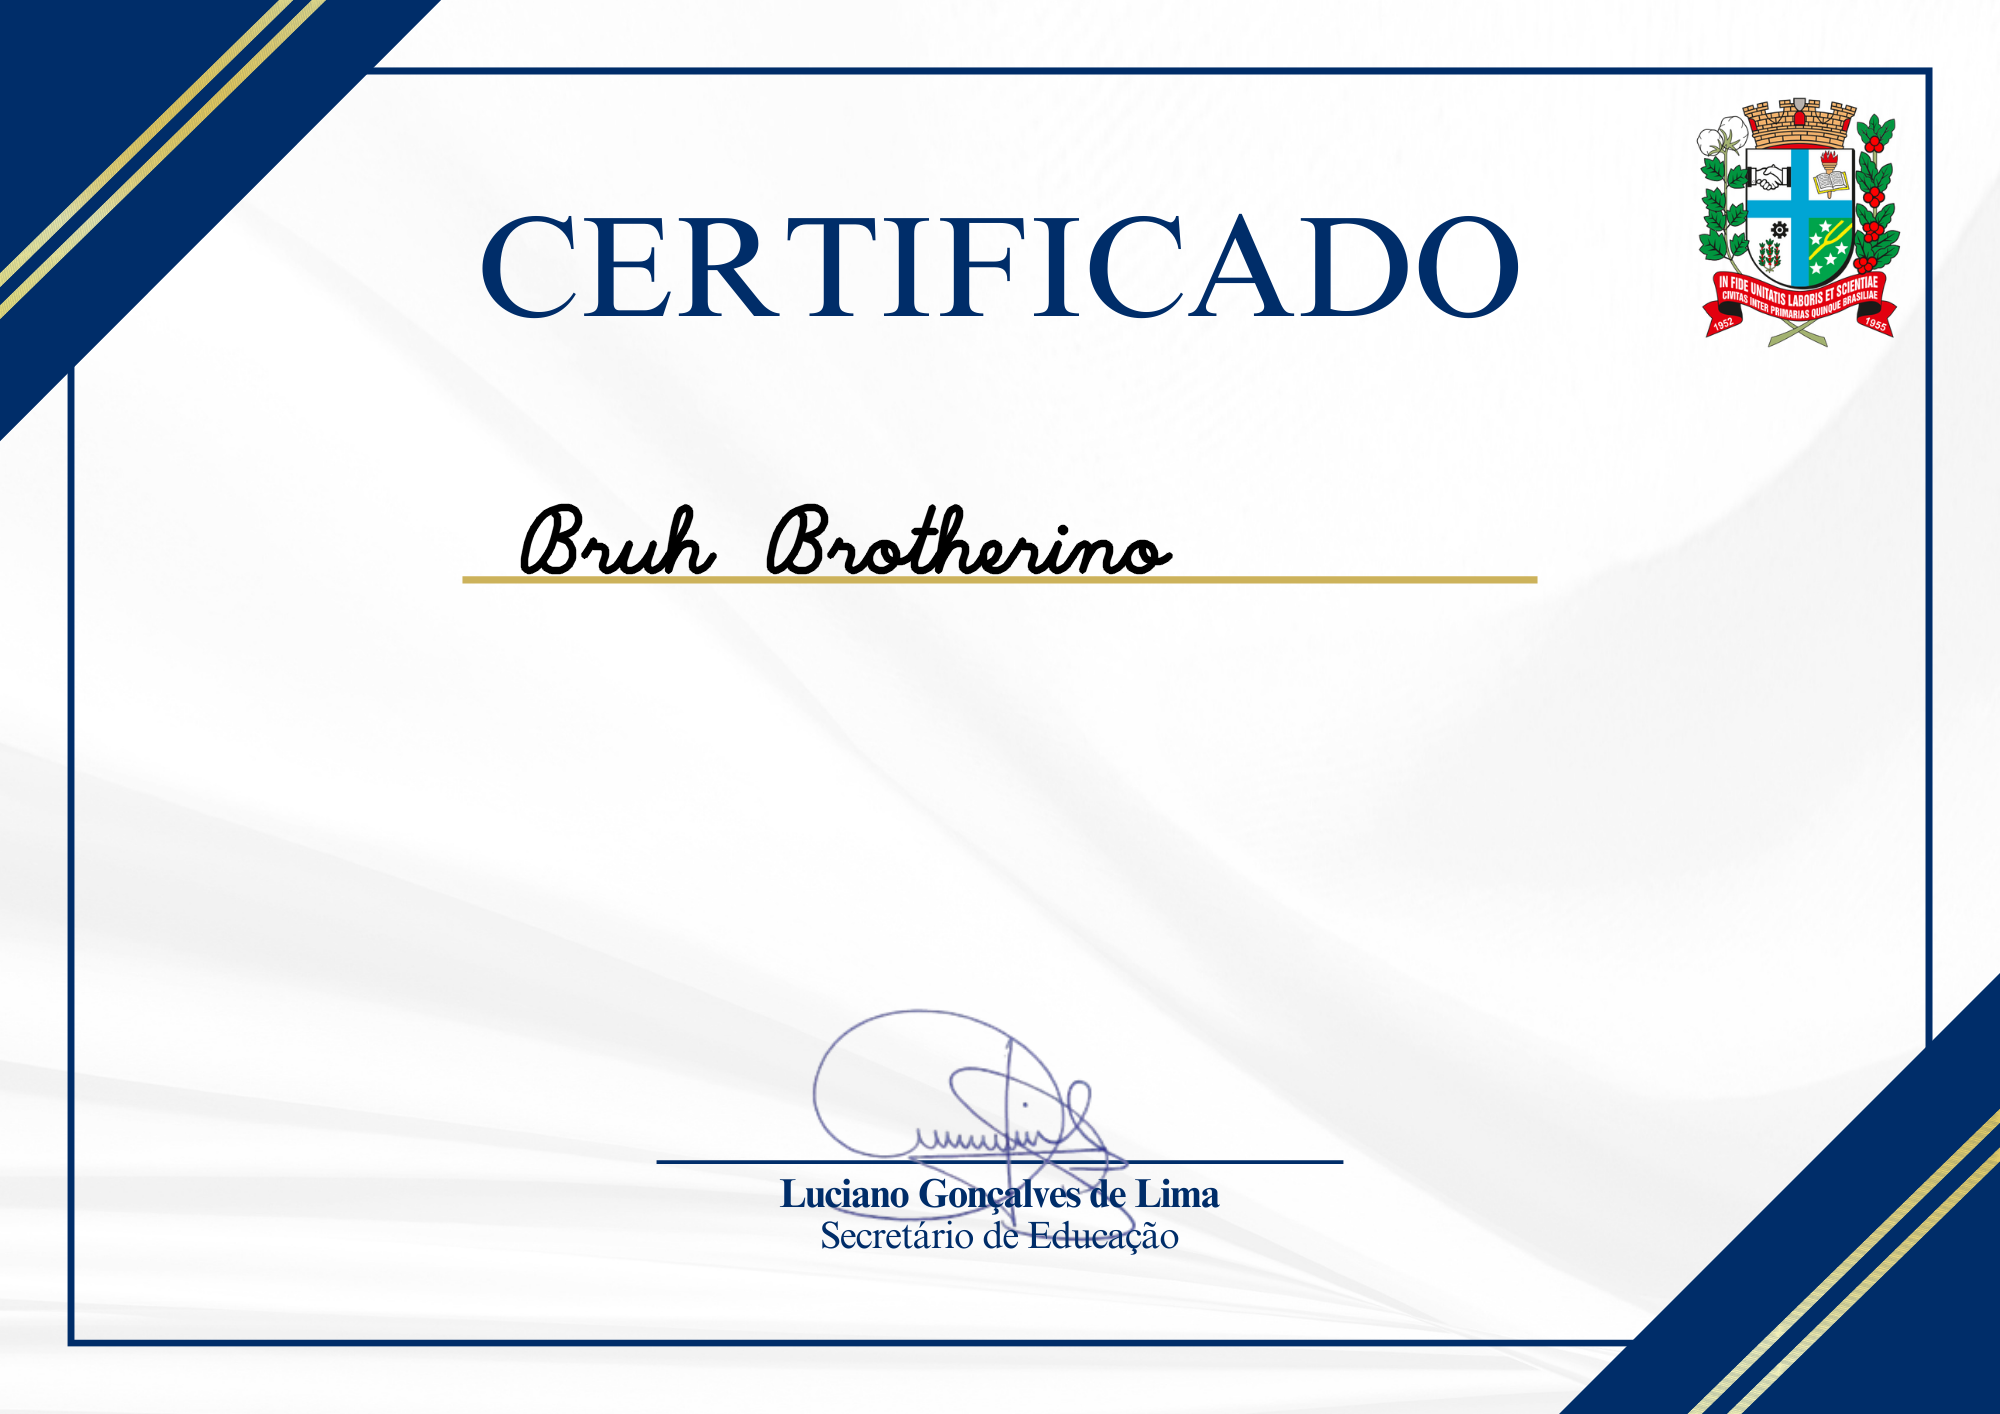 CERTIFICADO
IN FIDE UNITATIS LABORIS ET SCIENTIAE
CIVITAS INTER PRIMARIAS QUINQUE BRASILIAE
1952
1955
Bruh Brotherino
Luciano Gonçalves de Lima
Secretário de Educação